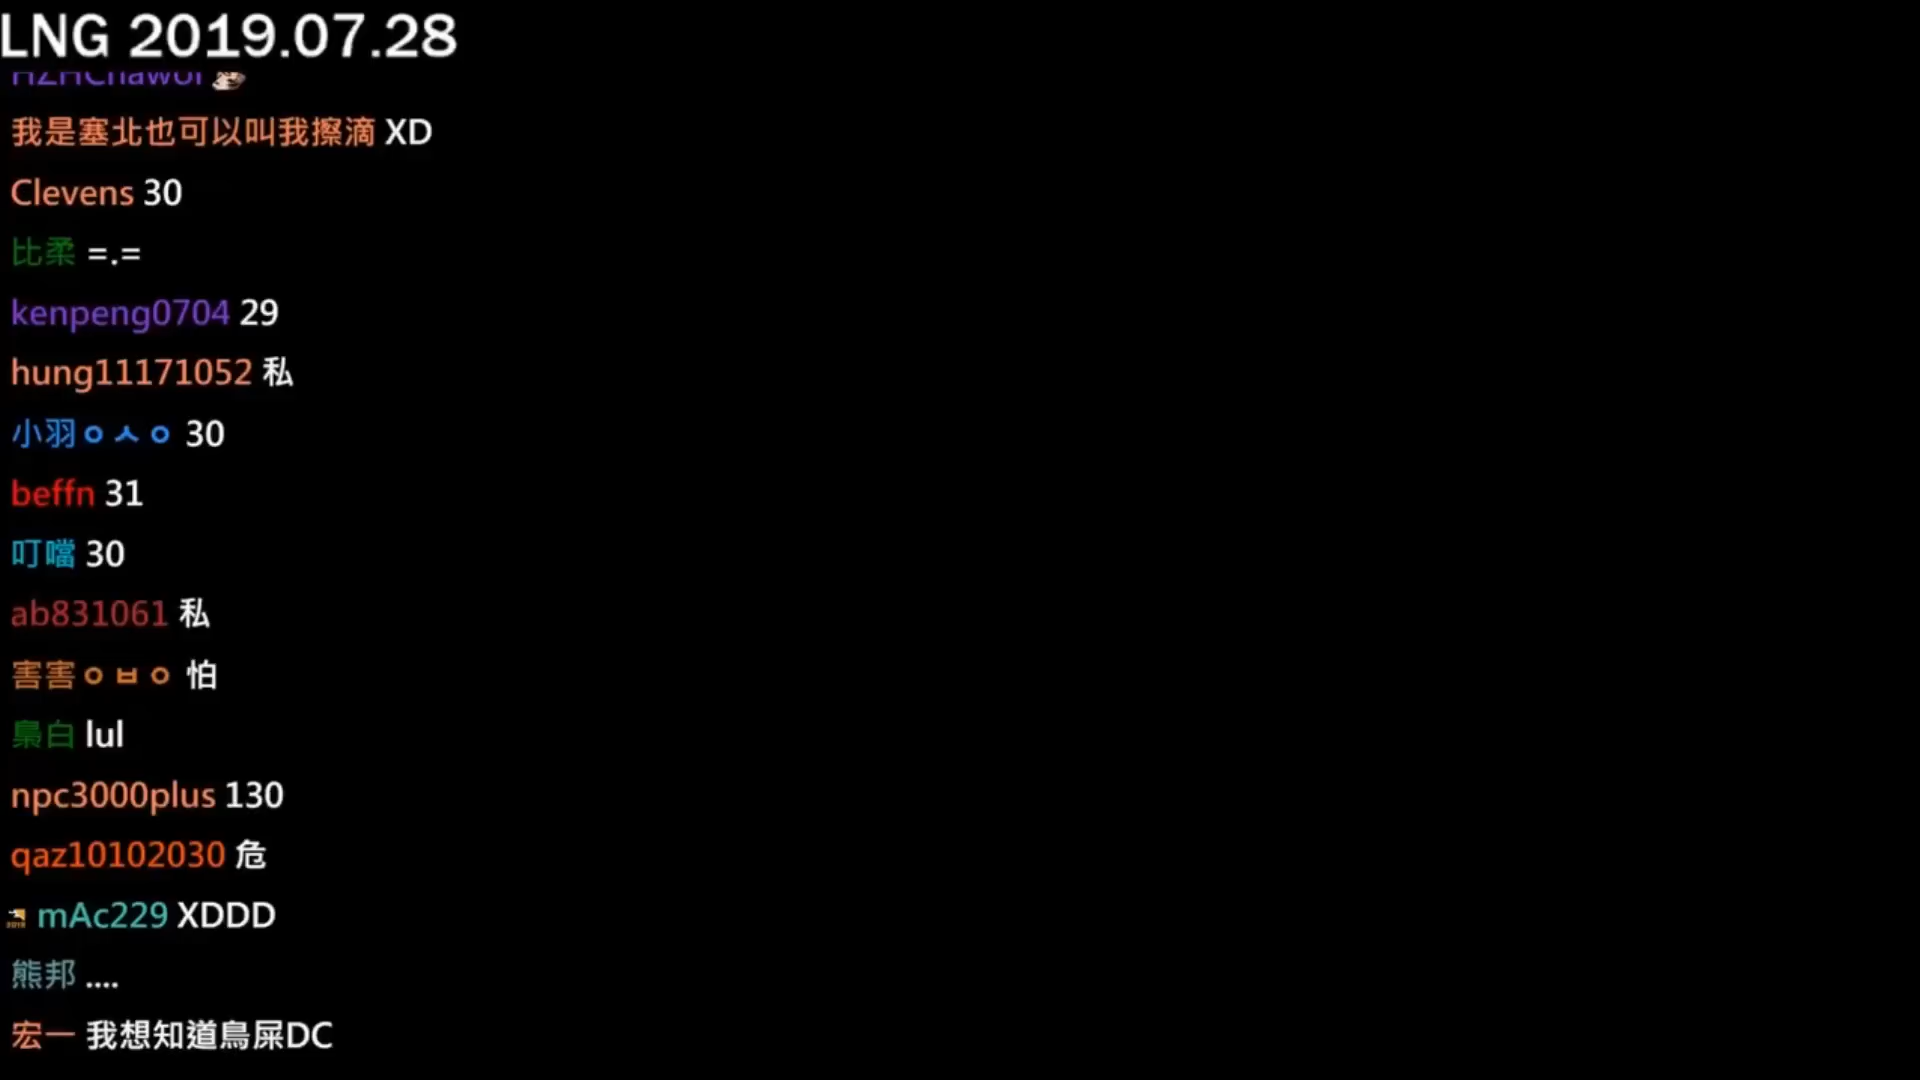 LNG 2019.07.28
HZHChawol
我是塞北也可以叫我擦滴 XD
Clevens 30
比柔 =.=
kenpeng0704 29
hung11171052 私
小羽ㅇㅅㅇ 30
beffn 31
叮噹 30
ab831061 私
害害ㅇㅂㅇ 怕
梟白 lul
npc3000plus 130
qaz10102030 危
mAc229 XDDD
熊邦 ....
宏一 我想知道鳥屎DC